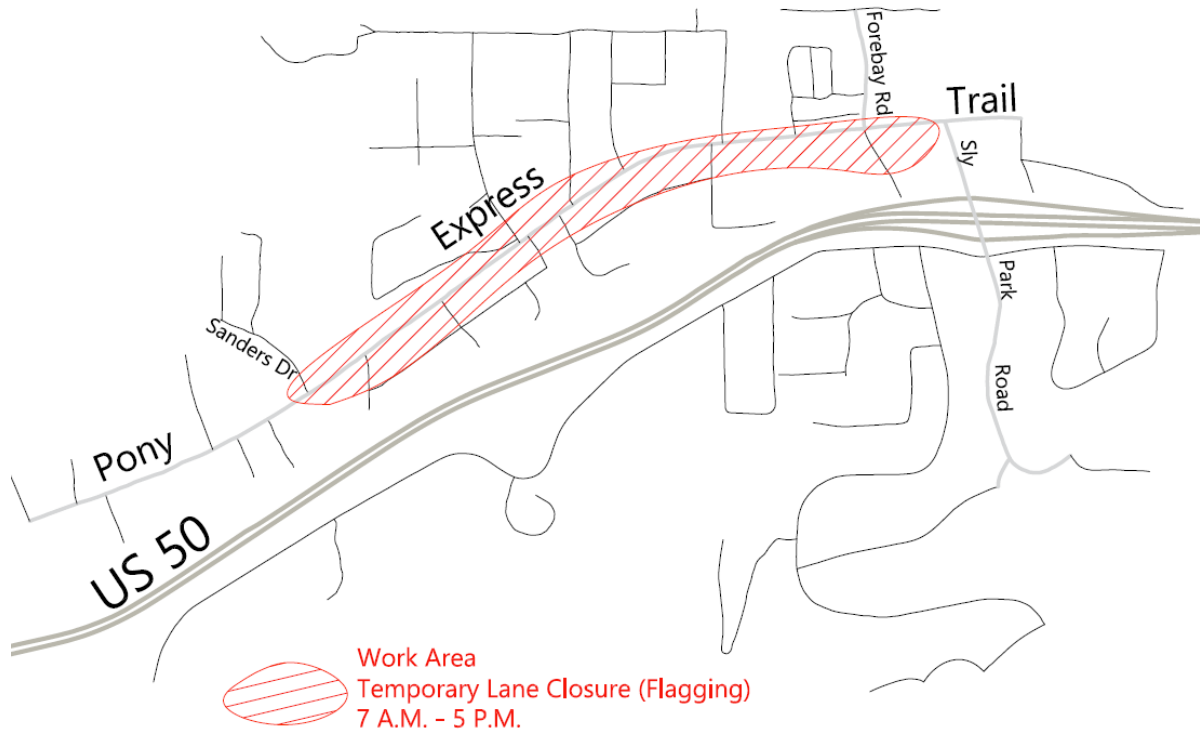 Forebay Rd
Trail
Sly
Express
Park
Sanders Dr
Road
Pony
US 50
Work Area
Temporary Lane Closure (Flagging)
7 A.M. - 5 P.M.